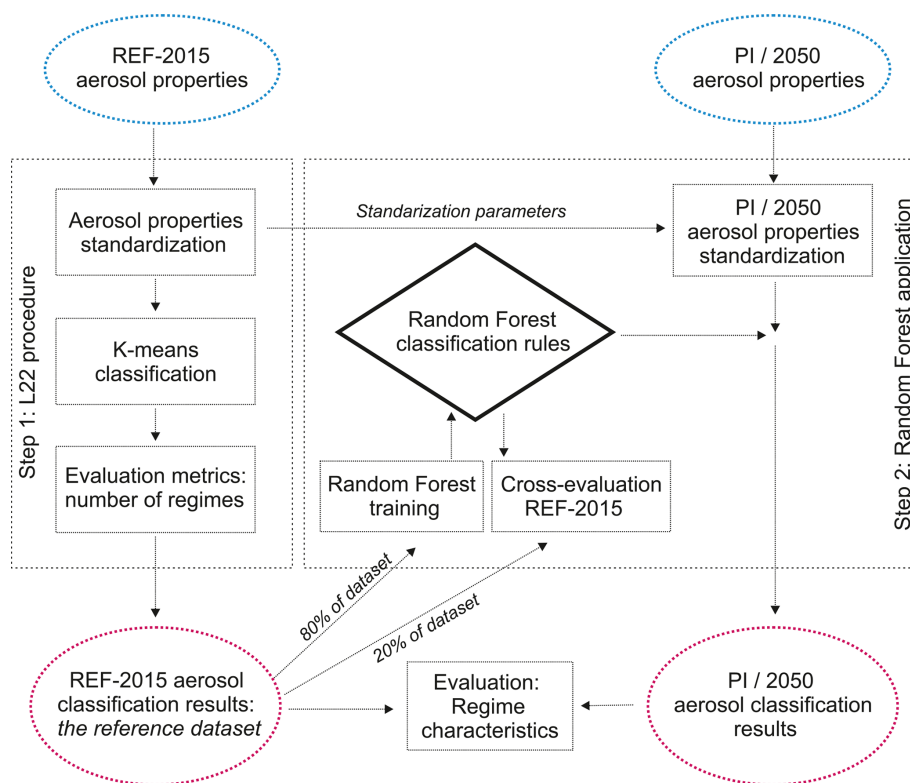 REF-2015
aerosol properties
PI / 2050
aerosol properties
Step 1: L22 procedure
Aerosol properties
standardization
K-means
classification
Evaluation metrics:
number of regimes
Standarization parameters
PI / 2050
aerosol properties
standardization
Random Forest
classification rules
Random Forest
training
Cross-evaluation
REF-2015
Step 2: Random Forest application
80% of dataset
20% of dataset
REF-2015 aerosol
classification results:
the reference dataset
Evaluation:
Regime
characteristics
PI / 2050
aerosol classification
results